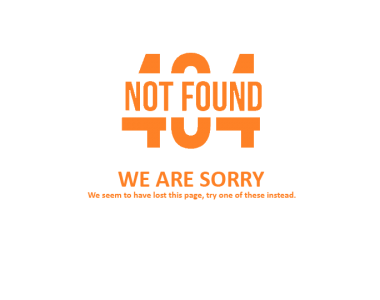 404
NOT FOUND
WE ARE SORRY
We seem to have lost this page, try one of these instead.